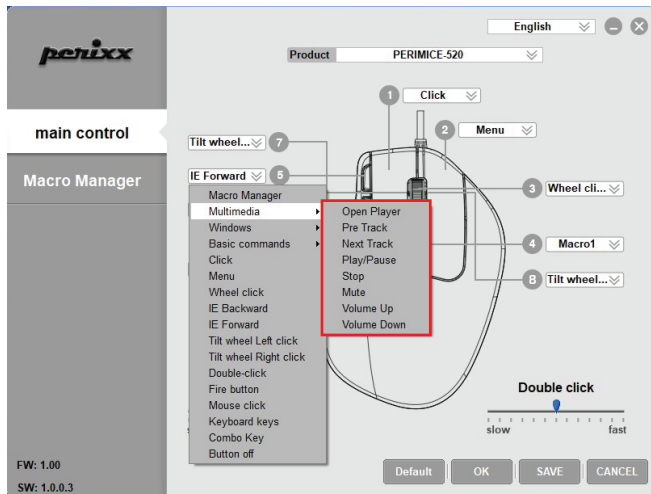 English
perixx
Product PERIMICE-520
1 Click
2 Menu
main control
Tilt wheel... 7
IE Forward 5
Macro Manager
3 Wheel cli...
Macro Manager
Multimedia
Windows
Basic commands
Click
Menu
Wheel click
IE Backward
IE Forward
Tilt wheel Left click
Tilt wheel Right click
Double-click
Fire button
Mouse click
Keyboard keys
Combo Key
Button off
Open Player
Pre Track
Next Track
Play/Pause
Stop
Mute
Volume Up
Volume Down
4 Macro1
8 Tilt wheel...
Double click
slow fast
FW: 1.00
SW: 1.0.0.3
Default OK SAVE CANCEL